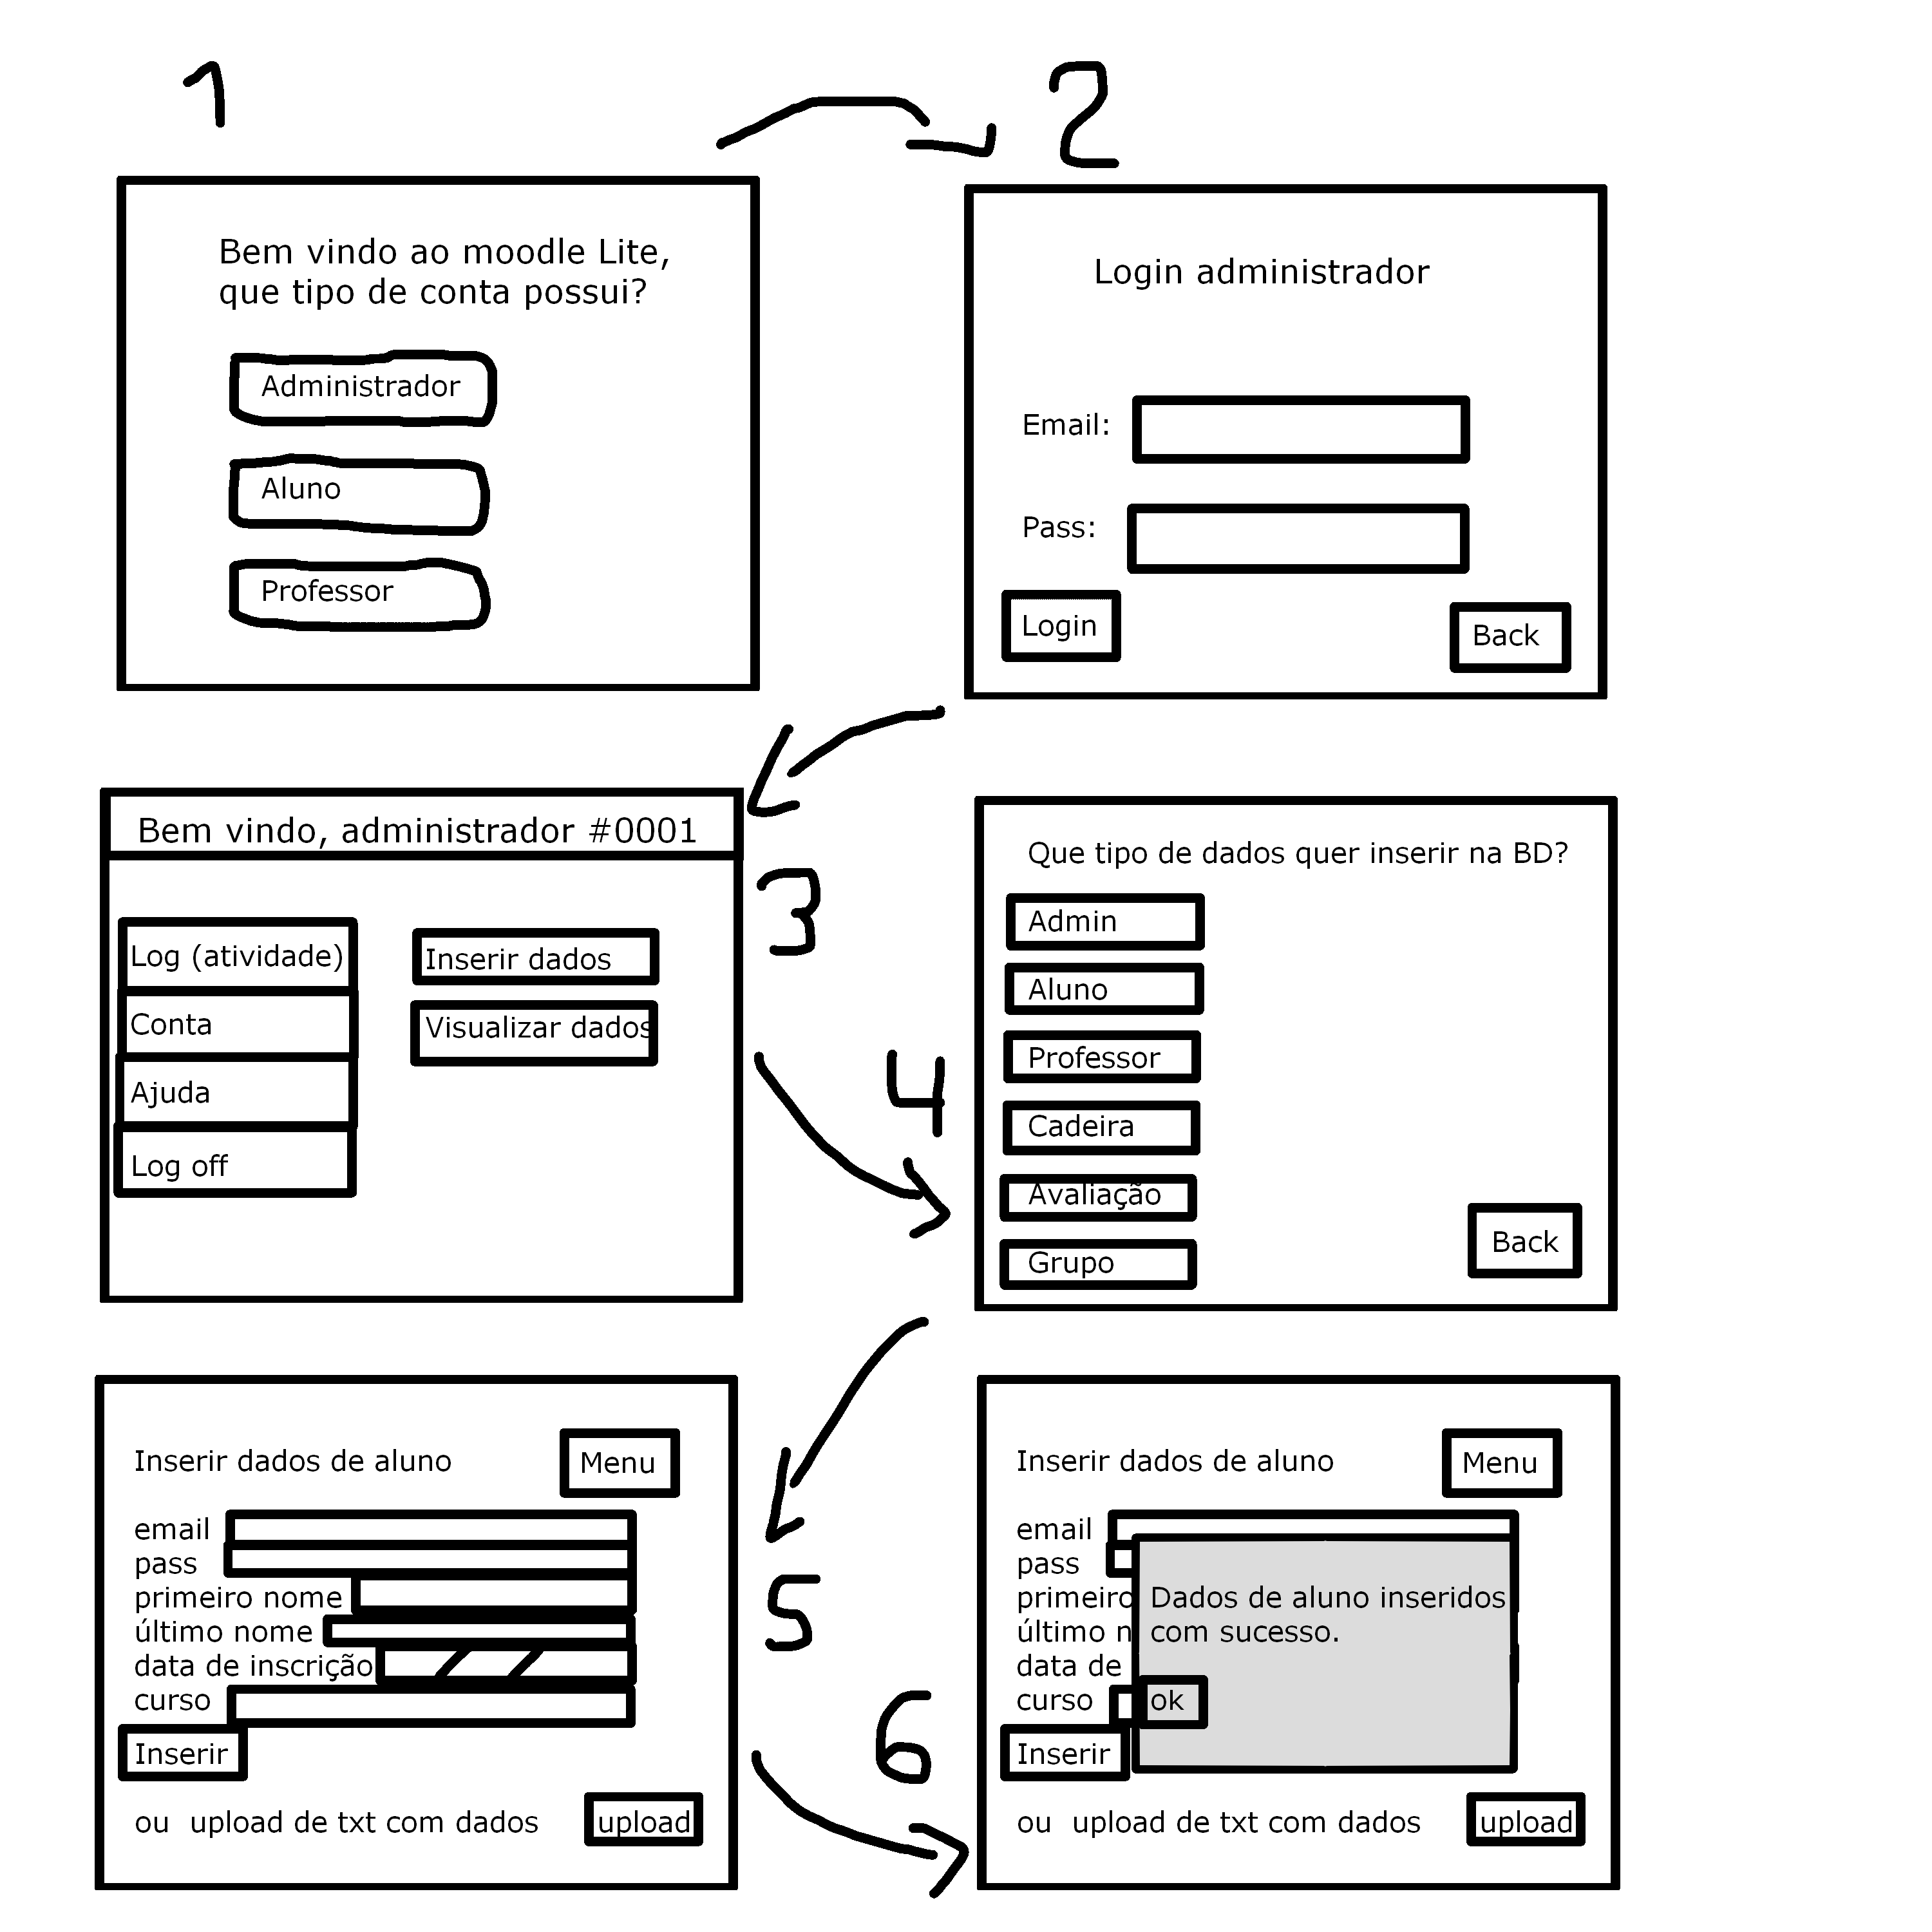 1
Bem vindo ao moodle Lite,
que tipo de conta possui?
Administrador
Aluno
Professor
2
Login administrador
Email:
Pass:
Login
Back
3
Bem vindo, administrador #0001
Log (atividade)
Conta
Ajuda
Log off
Inserir dados
Visualizar dados
4
Que tipo de dados quer inserir na BD?
Admin
Aluno
Professor
Cadeira
Avaliação
Grupo
Back
5
Inserir dados de aluno
Menu
email
pass
primeiro nome
último nome
data de inscrição
/ /
curso
Inserir
ou upload de txt com dados
upload
6
Inserir dados de aluno
Menu
email
pass
primeiro
último n
data de
curso
Dados de aluno inseridos
com sucesso.
ok
Inserir
ou upload de txt com dados
upload